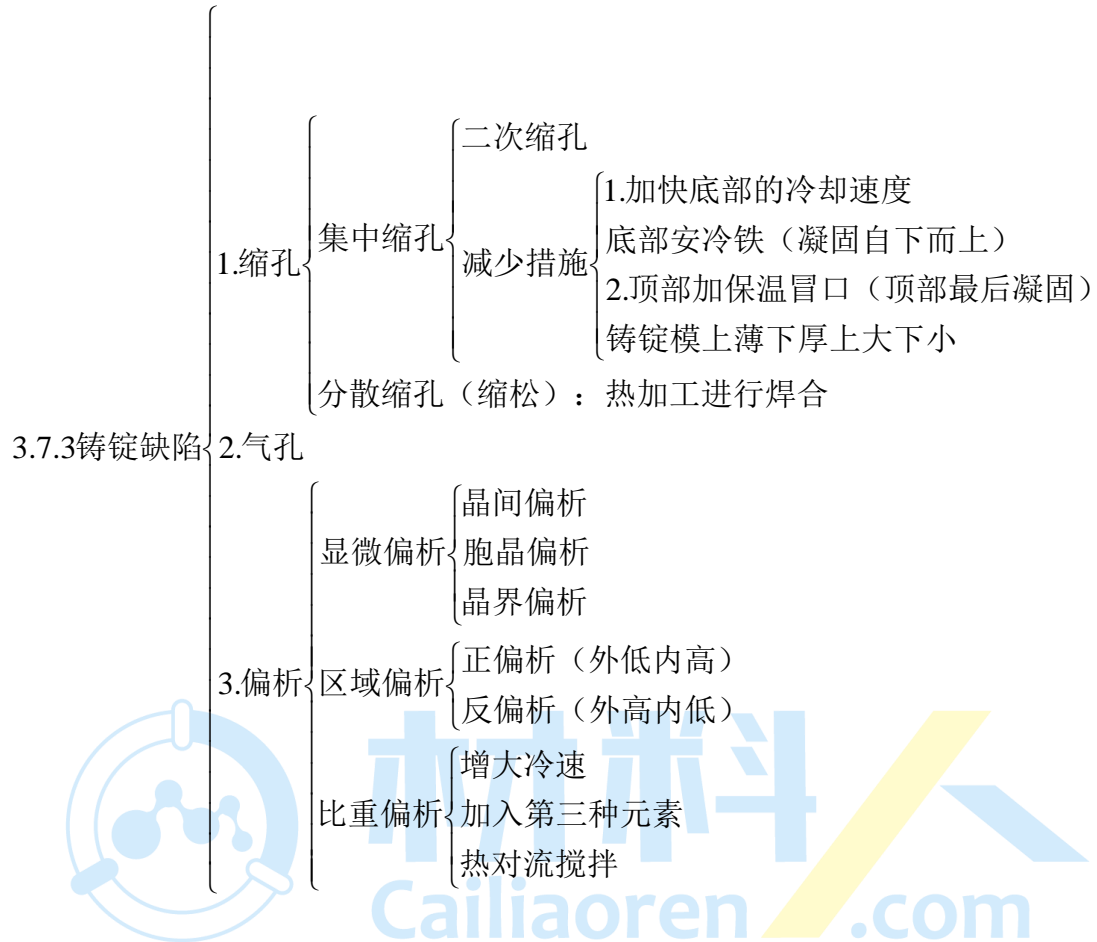 3.7.3铸锭缺陷
1.缩孔
集中缩孔
二次缩孔
减少措施
1.加快底部的冷却速度
底部安冷铁（凝固自下而上）
2.顶部加保温冒口（顶部最后凝固）
铸锭模上薄下厚上大下小
分散缩孔（缩松）：热加工进行焊合
2.气孔
3.偏析
显微偏析
晶间偏析
胞晶偏析
晶界偏析
区域偏析
正偏析（外低内高）
反偏析（外高内低）
比重偏析
增大冷速
加入第三种元素
热对流搅拌
材料人
Cailiaoren.com